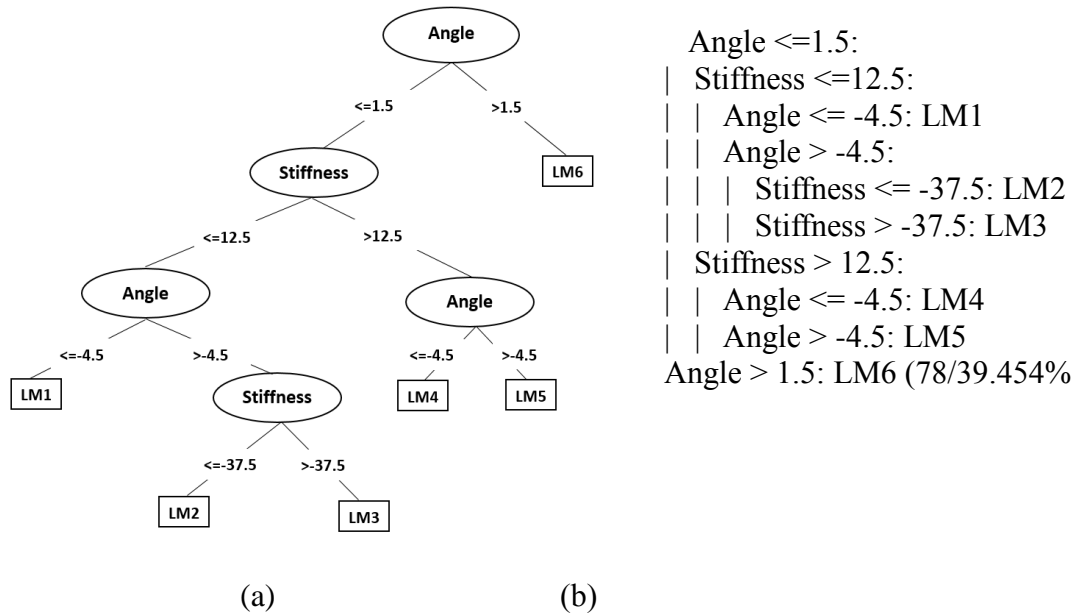 Angle
<=1.5
>1.5
Stiffness
LM6
<=12.5
>12.5
Angle
Angle
<=-4.5
>-4.5
<=-4.5
>-4.5
LM1
Stiffness
LM4
LM5
<=-37.5
>-37.5
LM2
LM3
(a)
Angle <=1.5:
| Stiffness <=12.5:
| | Angle <= -4.5: LM1
| | Angle > -4.5:
| | | Stiffness <= -37.5: LM2
| | | Stiffness > -37.5: LM3
| Stiffness > 12.5:
| | Angle <= -4.5: LM4
| | Angle > -4.5: LM5
Angle > 1.5: LM6 (78/39.454%
(b)